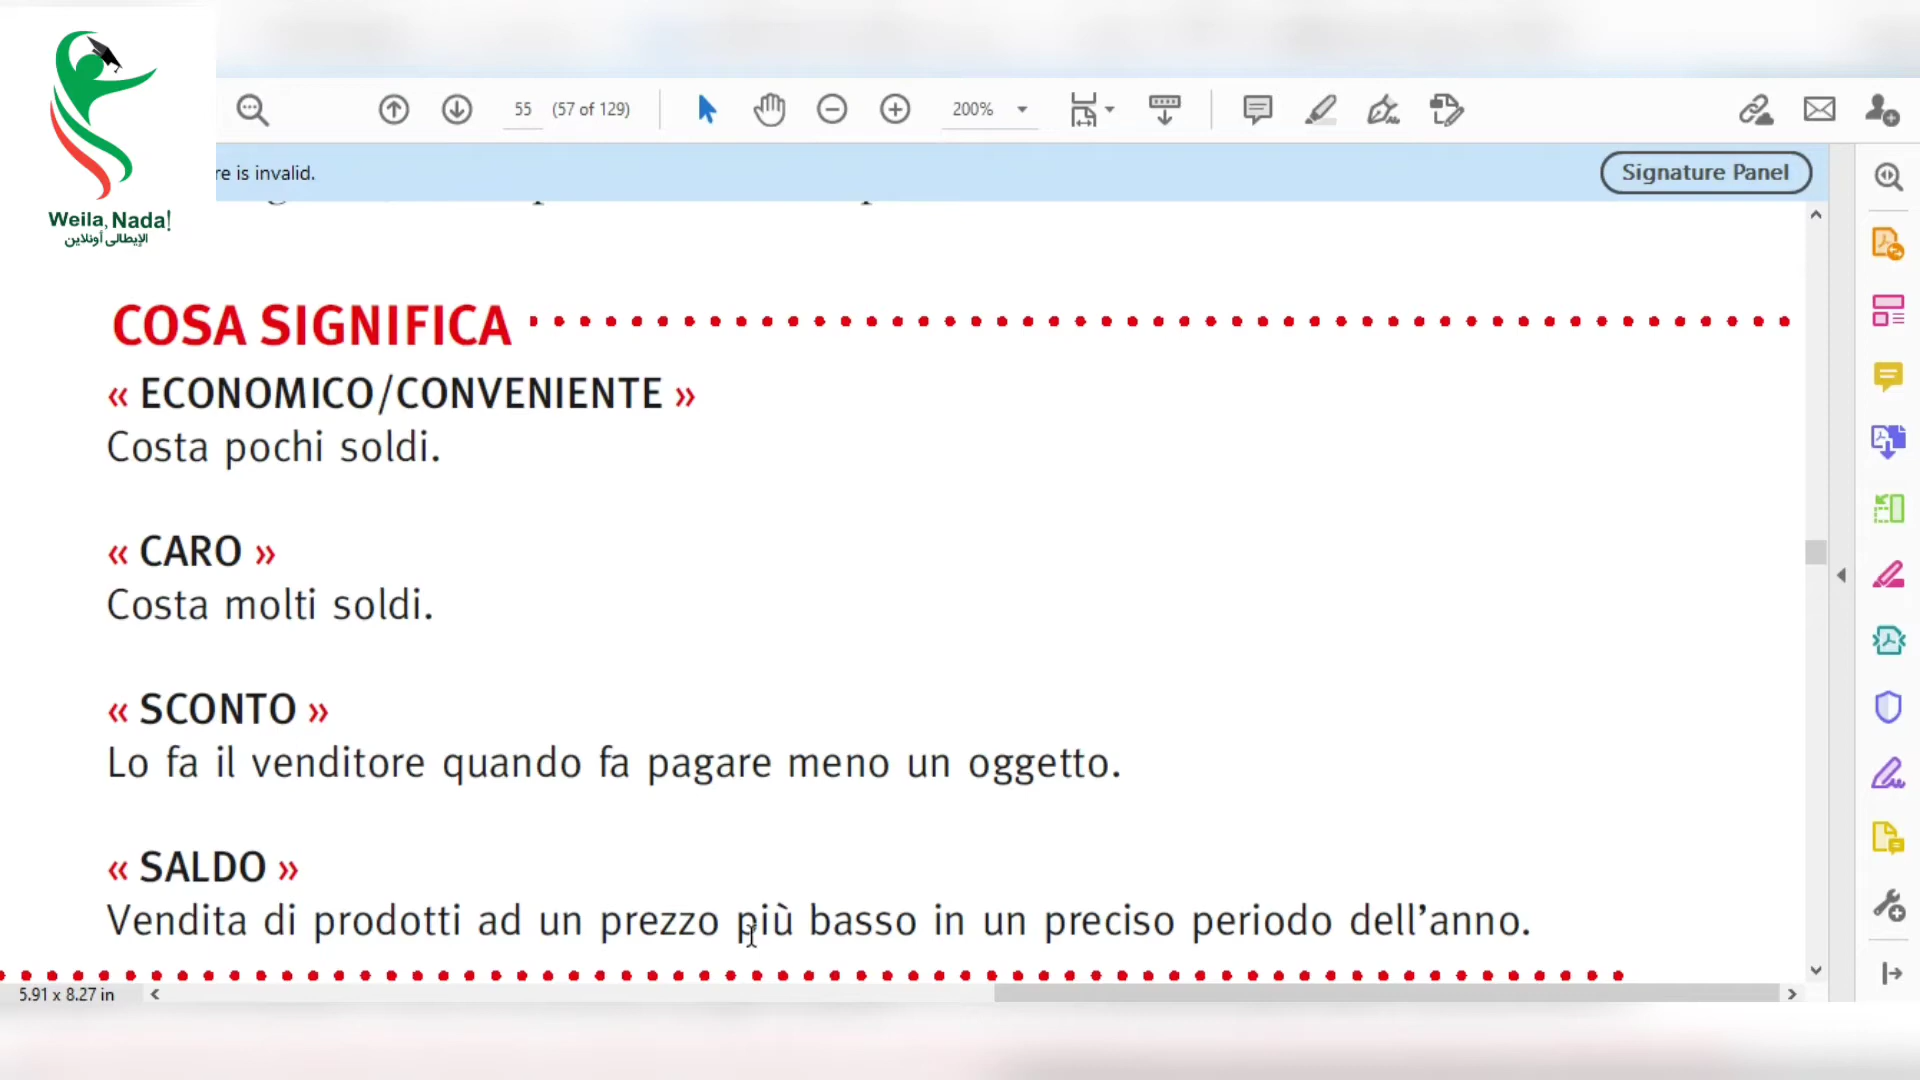 55 (57 of 129)
200%
re is invalid.
Signature Panel
Weila, Nada!
الإيطالى أونلاين
COSA SIGNIFICA
« ECONOMICO/CONVENIENTE »
Costa pochi soldi.
« CARO »
Costa molti soldi.
« SCONTO »
Lo fa il venditore quando fa pagare meno un oggetto.
« SALDO »
Vendita di prodotti ad un prezzo più basso in un preciso periodo dell’anno.
5.91 x 8.27 in